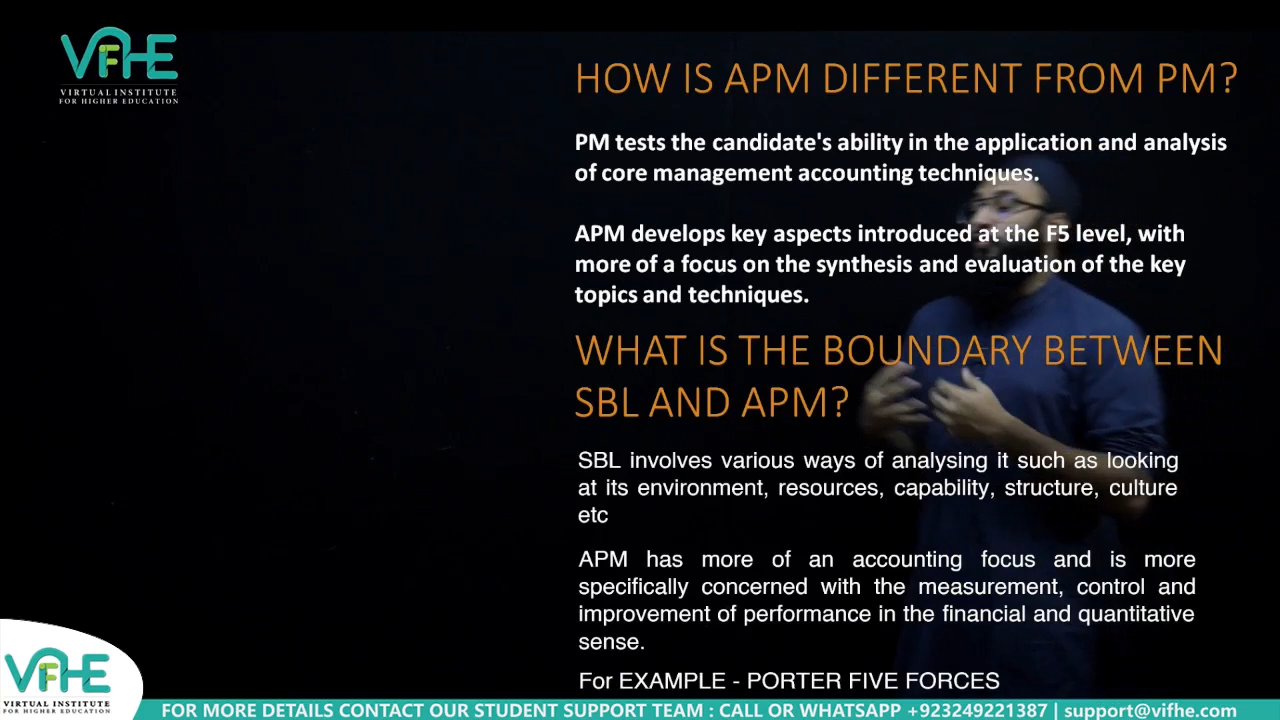 VFHE
VIRTUAL INSTITUTE
FOR HIGHER EDUCATION
HOW IS APM DIFFERENT FROM PM?
PM tests the candidate's ability in the application and analysis
of core management accounting techniques.
APM develops key aspects introduced at the F5 level, with
more of a focus on the synthesis and evaluation of the key
topics and techniques.
WHAT IS THE BOUNDARY BETWEEN
SBL AND APM?
SBL involves various ways of analysing it such as looking
at its environment, resources, capability, structure, culture
etc
APM has more of an accounting focus and is more
specifically concerned with the measurement, control and
improvement of performance in the financial and quantitative
sense.
For EXAMPLE - PORTER FIVE FORCES
VFHE
VIRTUAL INSTITUTE
FOR HIGHER EDUCATION
FOR MORE DETAILS CONTACT OUR STUDENT SUPPORT TEAM : CALL OR WHATSAPP +923249221387 | support@vifhe.com